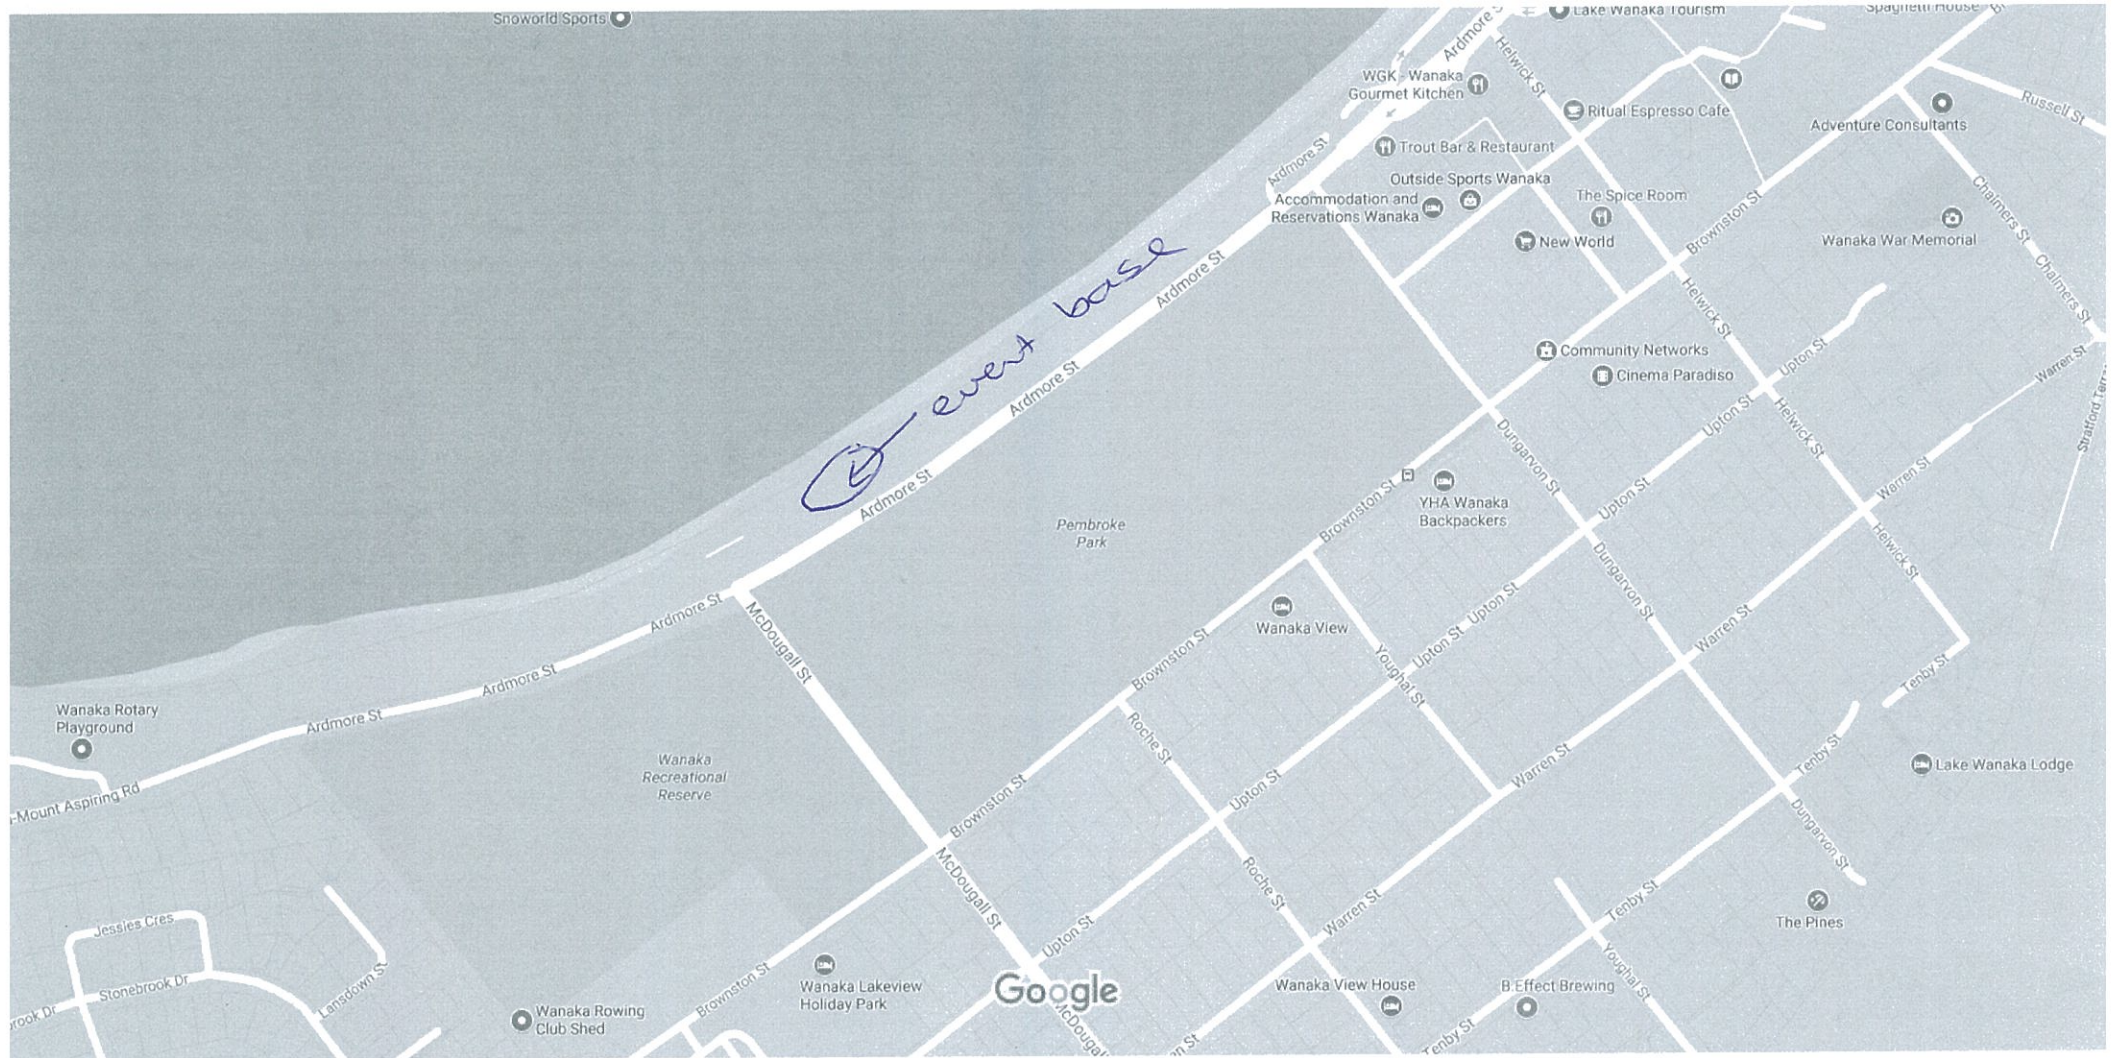 Snoworld Sports
Lake Wanaka Tourism
Spaghetti House
Ardmore S
Helwick St
WGK - Wanaka
Gourmet Kitchen
Ritual Espresso Cafe
Russell St
Adventure Consultants
Trout Bar & Restaurant
Ardmore St
Outside Sports Wanaka
Accommodation and
Reservations Wanaka
The Spice Room
Chalmers St
New World
Brownston St
Wanaka War Memorial
event base
Ardmore St
Helwick St
Chalmers St
Community Networks
Cinema Paradiso
Upton St
Warren St
Ardmore St
Upton St
Helwick St
Stratford Terr
Dungarvon St
Ardmore St
Brownston St
YHA Wanaka
Backpackers
Upton St
Warren St
Pembroke
Park
Helwick St
Dungarvon St
Ardmore St
McDougall St
Wanaka View
Upton St
Upton St
Warren St
Brownston St
Youghal St
Tenby St
Ardmore St
Ardmore St
Wanaka Rotary
Playground
Roche St
Warren St
Tenby St
Lake Wanaka Lodge
Wanaka
Recreational
Reserve
-Mount Aspiring Rd
Brownston St
Upton St
Dungarvon St
McDougall St
Roche St
Warren St
Tenby St
The Pines
Jessies Cres
Upton St
Stonebrook Dr
Lansdown St
Brownston St
Wanaka Lakeview
Holiday Park
Google
Wanaka View House
B.Effect Brewing
Youghal St
rook Dr
Wanaka Rowing
Club Shed
McDougal
n St
Tenby St